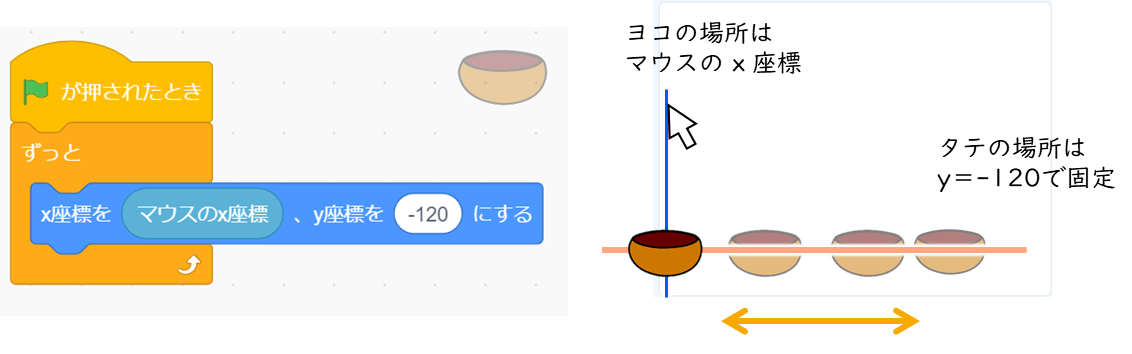 が押されたとき
ずっと
x座標を マウスのx座標 、y座標を -120 にする
ヨコの場所は
マウスの x 座標
タテの場所は
y=-120で固定